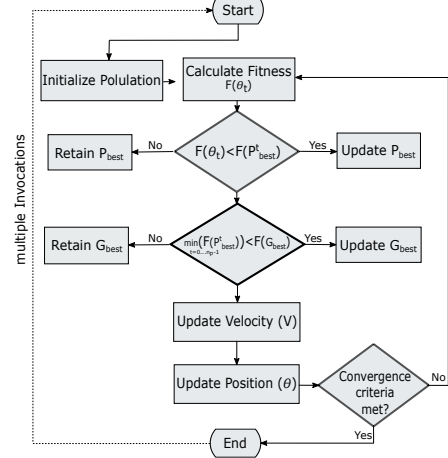 Start
Initialize Polulation
Calculate Fitness
F(θₜ)
F(θₜ)<F(Pᵗbest)
No
Yes
Retain Pbest
Update Pbest
min(F(Pᵗbest))<F(Gbest)
t=0...nₚ-1
No
Yes
Retain Gbest
Update Gbest
Update Velocity (V)
Update Position (θ)
Convergence
criteria
met?
No
Yes
End
multiple Invocations